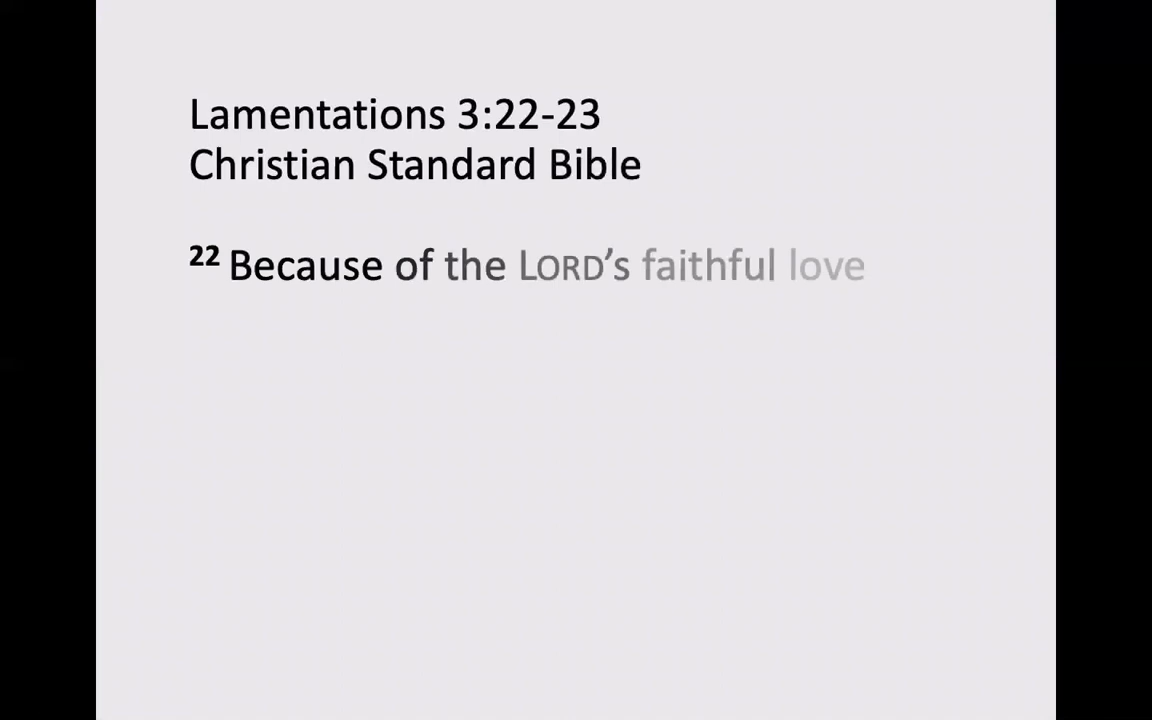 Lamentations 3:22-23
Christian Standard Bible
22 Because of the LORD’s faithful love